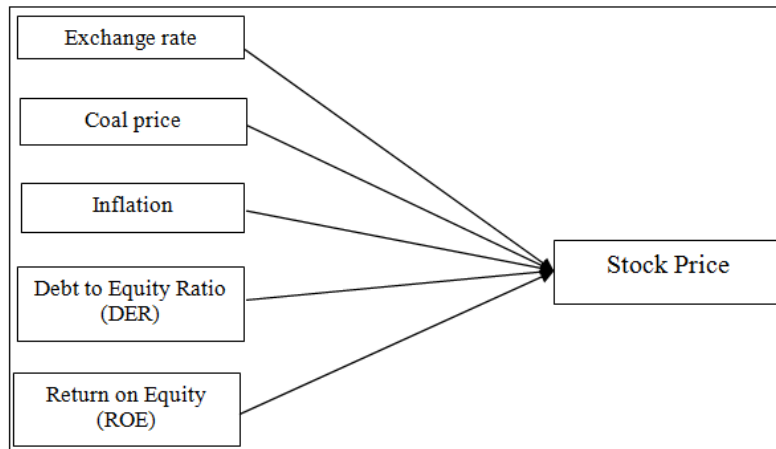 Exchange rate
Coal price
Inflation
Debt to Equity Ratio
(DER)
Return on Equity
(ROE)
Stock Price